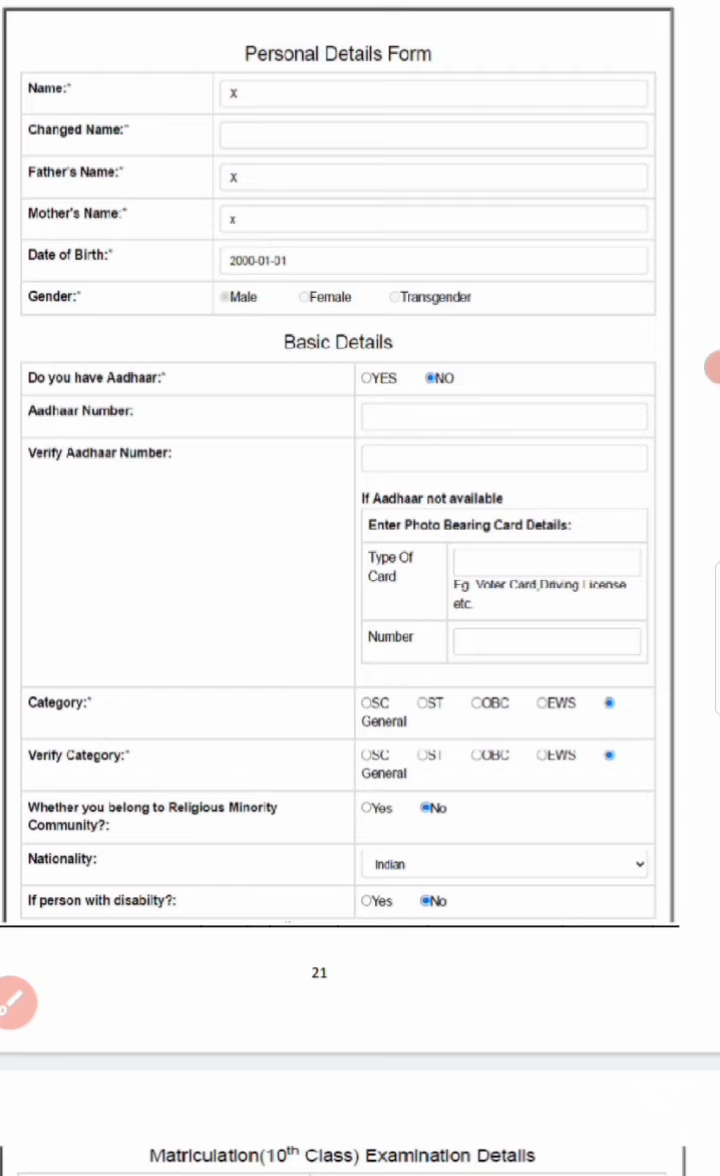 Personal Details Form
Name:*
X
Changed Name:*
Father's Name:*
X
Mother's Name:*
x
Date of Birth:*
2000-01-01
Gender:*
Male Female Transgender
Basic Details
Do you have Aadhaar:*
YES NO
Aadhaar Number:
Verify Aadhaar Number:
If Aadhaar not available
Enter Photo Bearing Card Details:
Type Of
Card
Eg. Voter Card,Driving License
etc.
Number
Category:*
SC ST OBC EWS
General
Verify Category:*
SC ST OBC EWS
General
Whether you belong to Religious Minority
Community?:
Yes No
Nationality:
Indian
If person with disabilty?:
Yes No
21
Matriculation(10th Class) Examination Details